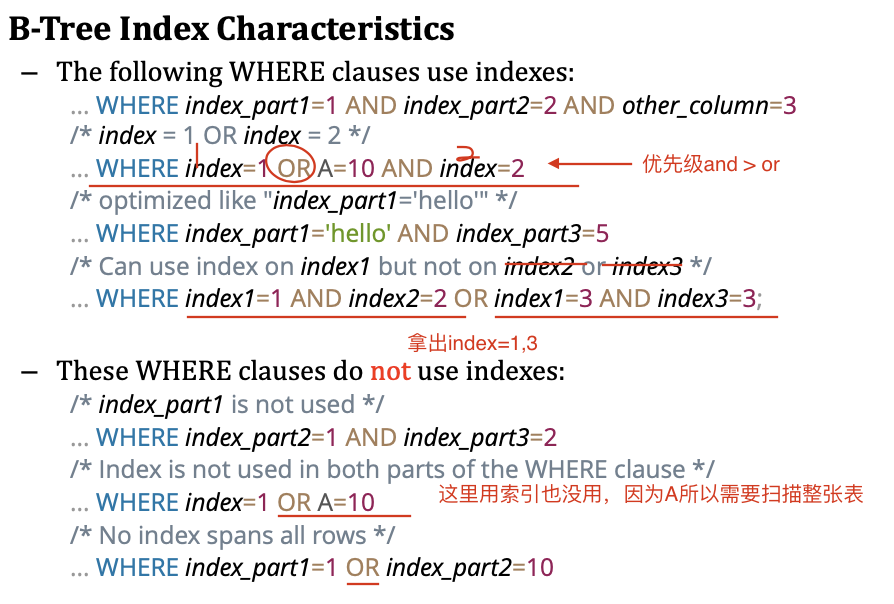 B-Tree Index Characteristics
– The following WHERE clauses use indexes:
... WHERE index_part1=1 AND index_part2=2 AND other_column=3
/* index = 1 OR index = 2 */
1 2
... WHERE index=1 OR A=10 AND index=2 优先级and > or
/* optimized like "index_part1='hello'" */
... WHERE index_part1='hello' AND index_part3=5
/* Can use index on index1 but not on index2 or index3 */
... WHERE index1=1 AND index2=2 OR index1=3 AND index3=3;
拿出index=1,3
– These WHERE clauses do not use indexes:
/* index_part1 is not used */
... WHERE index_part2=1 AND index_part3=2
/* Index is not used in both parts of the WHERE clause */
... WHERE index=1 OR A=10 这里用索引也没用，因为A所以需要扫描整张表
/* No index spans all rows */
... WHERE index_part1=1 OR index_part2=10